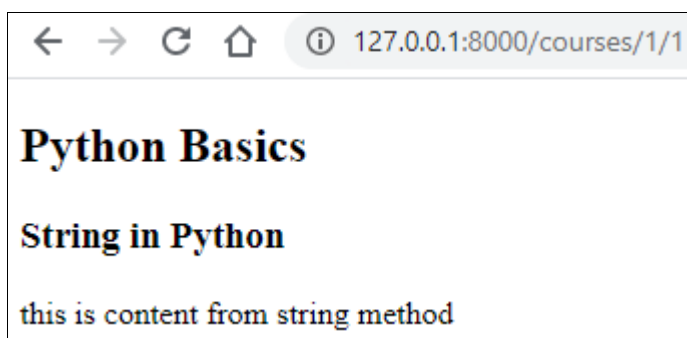 127.0.0.1:8000/courses/1/1
Python Basics
String in Python
this is content from string method